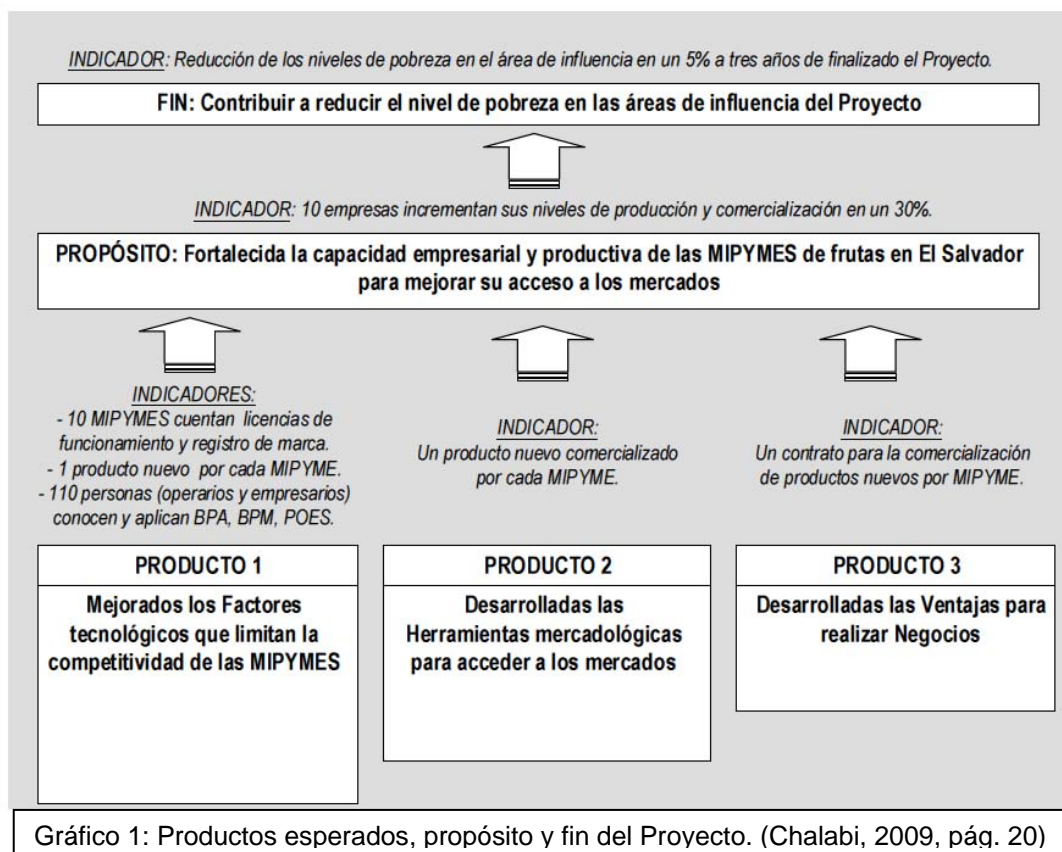 INDICADOR: Reducción de los niveles de pobreza en el área de influencia en un 5% a tres años de finalizado el Proyecto.
FIN: Contribuir a reducir el nivel de pobreza en las áreas de influencia del Proyecto
INDICADOR: 10 empresas incrementan sus niveles de producción y comercialización en un 30%.
PROPÓSITO: Fortalecida la capacidad empresarial y productiva de las MIPYMES de frutas en El Salvador
para mejorar su acceso a los mercados
INDICADORES:
- 10 MIPYMES cuentan licencias de
funcionamiento y registro de marca.
- 1 producto nuevo por cada MIPYME.
- 110 personas (operarios y empresarios)
conocen y aplican BPA, BPM, POES.
INDICADOR:
Un producto nuevo comercializado
por cada MIPYME.
INDICADOR:
Un contrato para la comercialización
de productos nuevos por MIPYME.
PRODUCTO 1
Mejorados los Factores
tecnológicos que limitan la
competitividad de las MIPYMES
PRODUCTO 2
Desarrolladas las
Herramientas mercadológicas
para acceder a los mercados
PRODUCTO 3
Desarrolladas las Ventajas para
realizar Negocios
Gráfico 1: Productos esperados, propósito y fin del Proyecto. (Chalabi, 2009, pág. 20)